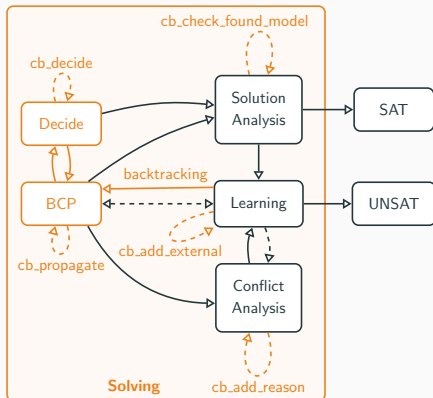 cb_check_found_model
cb_decide
Solution
Analysis
SAT
Decide
backtracking
BCP
Learning
UNSAT
cb_add_external
cb_propagate
Conflict
Analysis
Solving
cb_add_reason